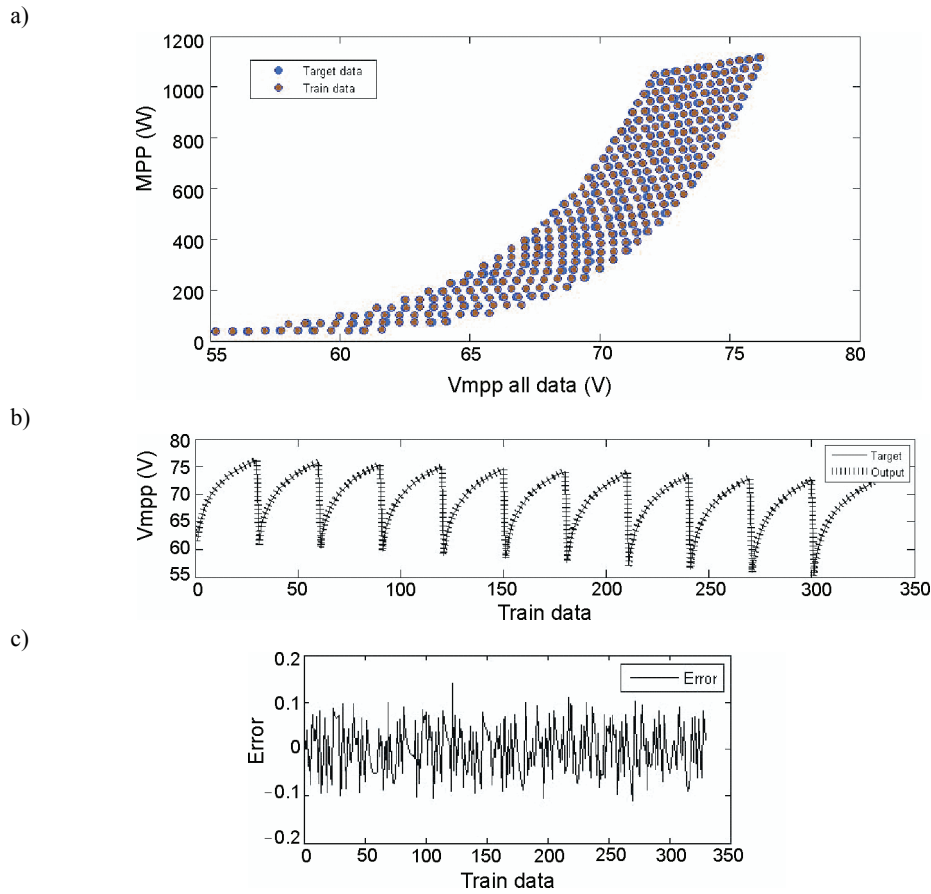 a)
1200
1000
800
600
400
200
0
MPP (W)
Target data
Train data
55 60 65 70 75 80
Vmpp all data (V)
b)
80
75
70
65
60
55
Vmpp (V)
Target
Output
0 50 100 150 200 250 300 350
Train data
c)
0.2
0.1
0
-0.1
-0.2
Error
Error
0 50 100 150 200 250 300 350
Train data